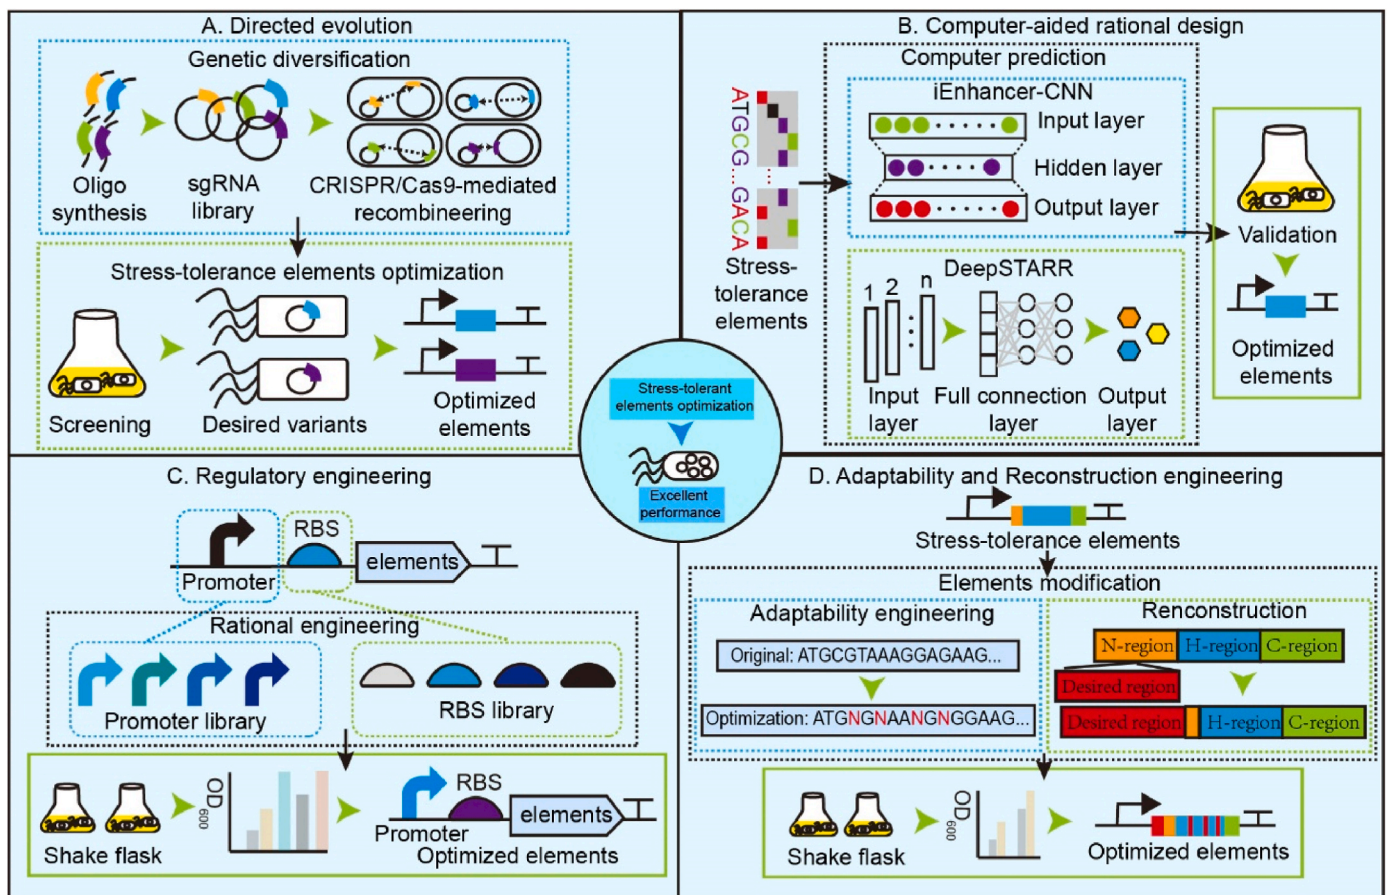 A. Directed evolution
Genetic diversification
Oligo
synthesis
sgRNA
library
CRISPR/Cas9-mediated
recombineering
Stress-tolerance elements optimization
Screening
Desired variants
Optimized
elements
B. Computer-aided rational design
Computer prediction
ATGCG...GACA
Stress-
tolerance
elements
iEnhancer-CNN
Input layer
Hidden layer
Output layer
DeepSTARR
1 2 n
Input
layer
Full connection
layer
Output
layer
Validation
Optimized
elements
Stress-tolerant
elements optimization
Excellent
performance
C. Regulatory engineering
Promoter
RBS
elements
Rational engineering
Promoter library
RBS library
Shake flask
OD600
RBS
Promoter
elements
Optimized elements
D. Adaptability and Reconstruction engineering
Stress-tolerance elements
Elements modification
Adaptability engineering
Original: ATGCGTAAAGGAGAAG...
Optimization: ATGNGNAANGNGGAAG...
Renconstruction
N-region H-region C-region
Desired region
Desired region H-region C-region
Shake flask
OD600
Optimized elements